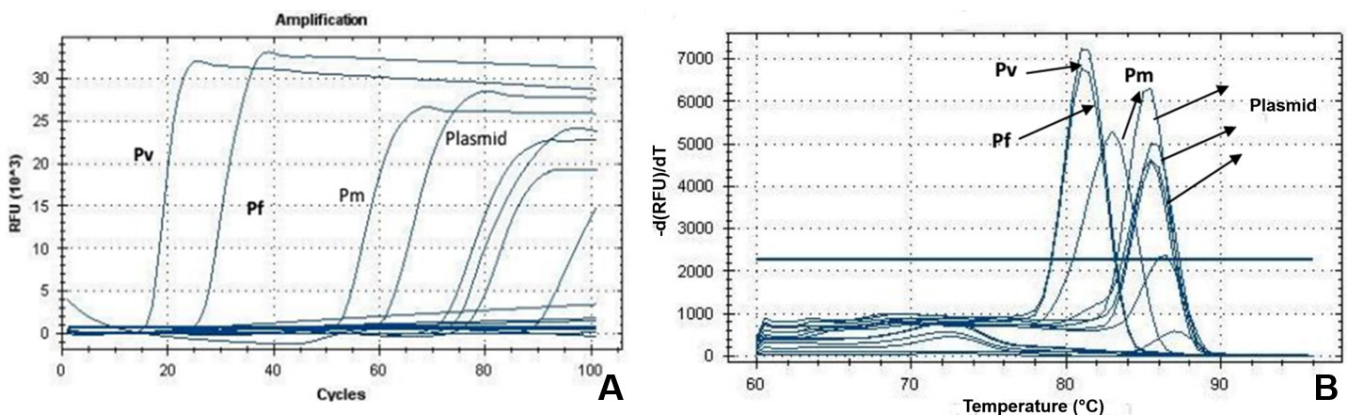 Amplification
RFU (10^3)
30
25
20
15
10
5
0
Pv
Pf
Pm
Plasmid
0
20
40
60
80
100
Cycles
A
-d(RFU)/dT
7000
6000
5000
4000
3000
2000
1000
0
Pv
Pf
Pm
Plasmid
60
70
80
90
Temperature (°C)
B